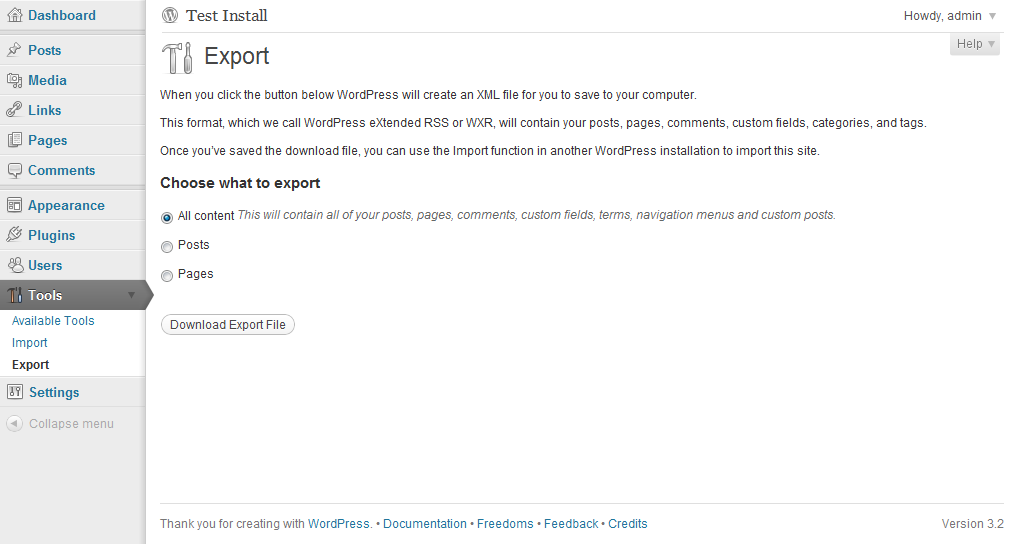 Dashboard
Posts
Media
Links
Pages
Comments
Appearance
Plugins
Users
Tools
Available Tools
Import
Export
Settings
Collapse menu
Test Install
Howdy, admin
Help
Export
When you click the button below WordPress will create an XML file for you to save to your computer.
This format, which we call WordPress eXtended RSS or WXR, will contain your posts, pages, comments, custom fields, categories, and tags.
Once you've saved the download file, you can use the Import function in another WordPress installation to import this site.
Choose what to export
All content This will contain all of your posts, pages, comments, custom fields, terms, navigation menus and custom posts.
Posts
Pages
Download Export File
Thank you for creating with WordPress. • Documentation • Freedoms • Feedback • Credits
Version 3.2